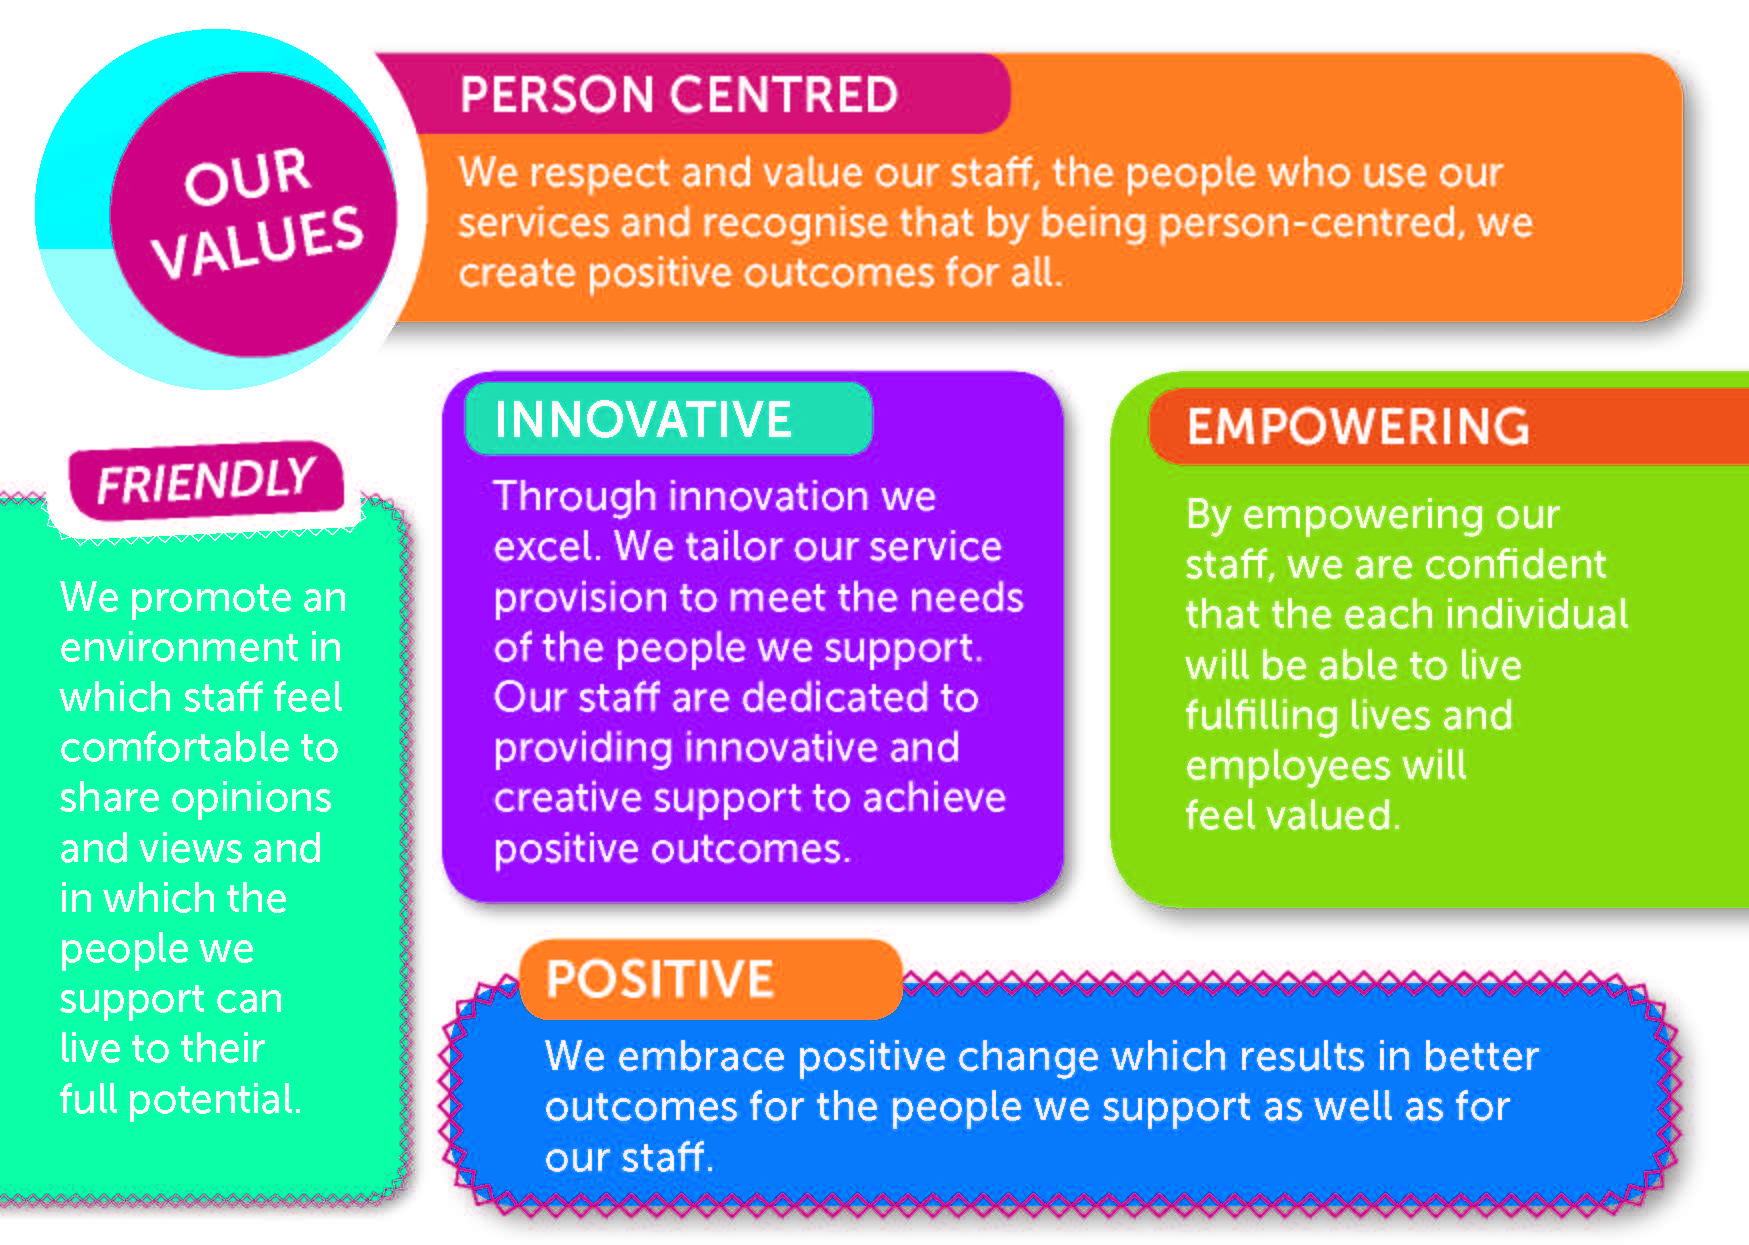 OUR
VALUES
PERSON CENTRED
We respect and value our staff, the people who use our
services and recognise that by being person-centred, we
create positive outcomes for all.
FRIENDLY
We promote an
environment in
which staff feel
comfortable to
share opinions
and views and
in which the
people we
support can
live to their
full potential.
INNOVATIVE
Through innovation we
excel. We tailor our service
provision to meet the needs
of the people we support.
Our staff are dedicated to
providing innovative and
creative support to achieve
positive outcomes.
EMPOWERING
By empowering our
staff, we are confident
that the each individual
will be able to live
fulfilling lives and
employees will
feel valued.
POSITIVE
We embrace positive change which results in better
outcomes for the people we support as well as for
our staff.